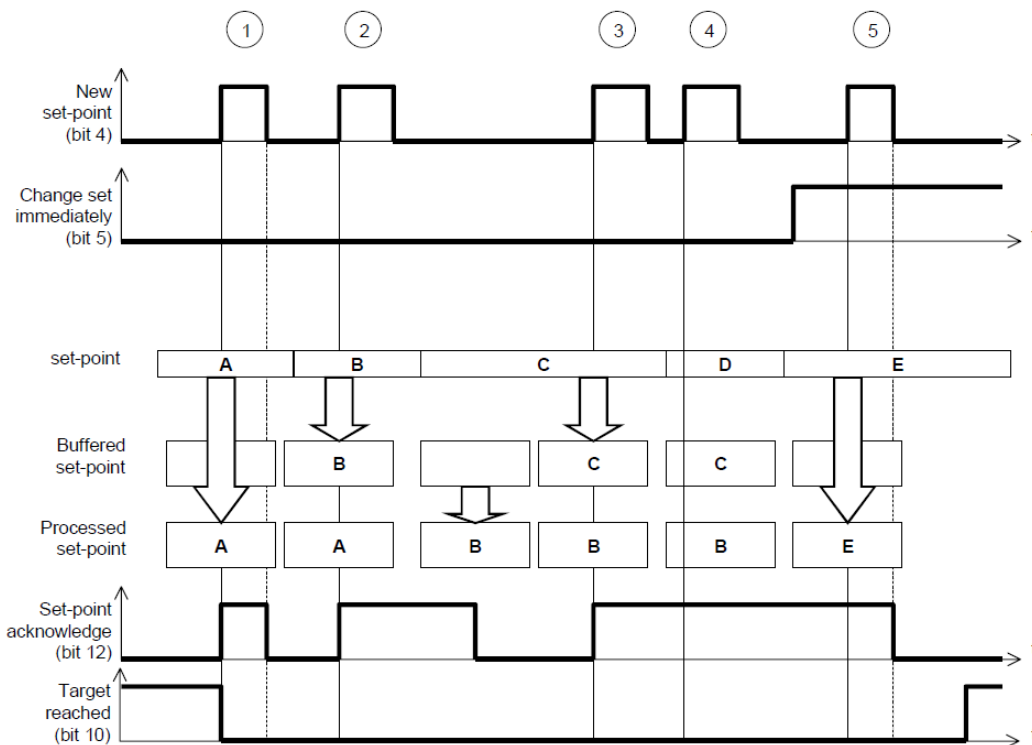 1 2 3 4 5
New
set-point
(bit 4)
Change set
immediately
(bit 5)
set-point A B C D E
Buffered
set-point
B C C
Processed
set-point
A A B B B E
Set-point
acknowledge
(bit 12)
Target
reached
(bit 10)